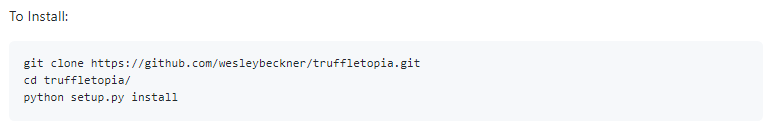 To Install:
git clone https://github.com/wesleybeckner/truffletopia.git
cd truffletopia/
python setup.py install